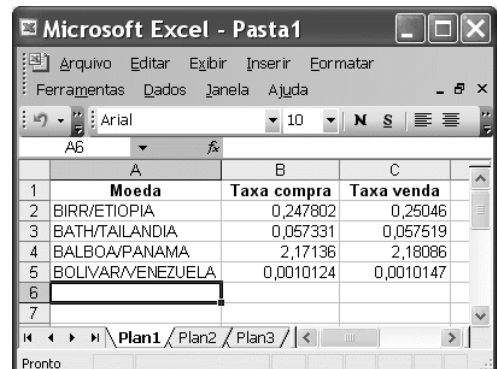 Microsoft Excel - Pasta1
Arquivo Editar Exibir Inserir Formatar
Ferramentas Dados Janela Ajuda
Arial 10 N S
A6 fx
A B C
1 Moeda Taxa compra Taxa venda
2 BIRR/ETIOPIA 0,247802 0,25046
3 BATH/TAILANDIA 0,057331 0,057519
4 BALBOA/PANAMA 2,17136 2,18086
5 BOLIVAR/VENEZUELA 0,0010124 0,0010147
6
7
Plan1 / Plan2 / Plan3 /
Pronto